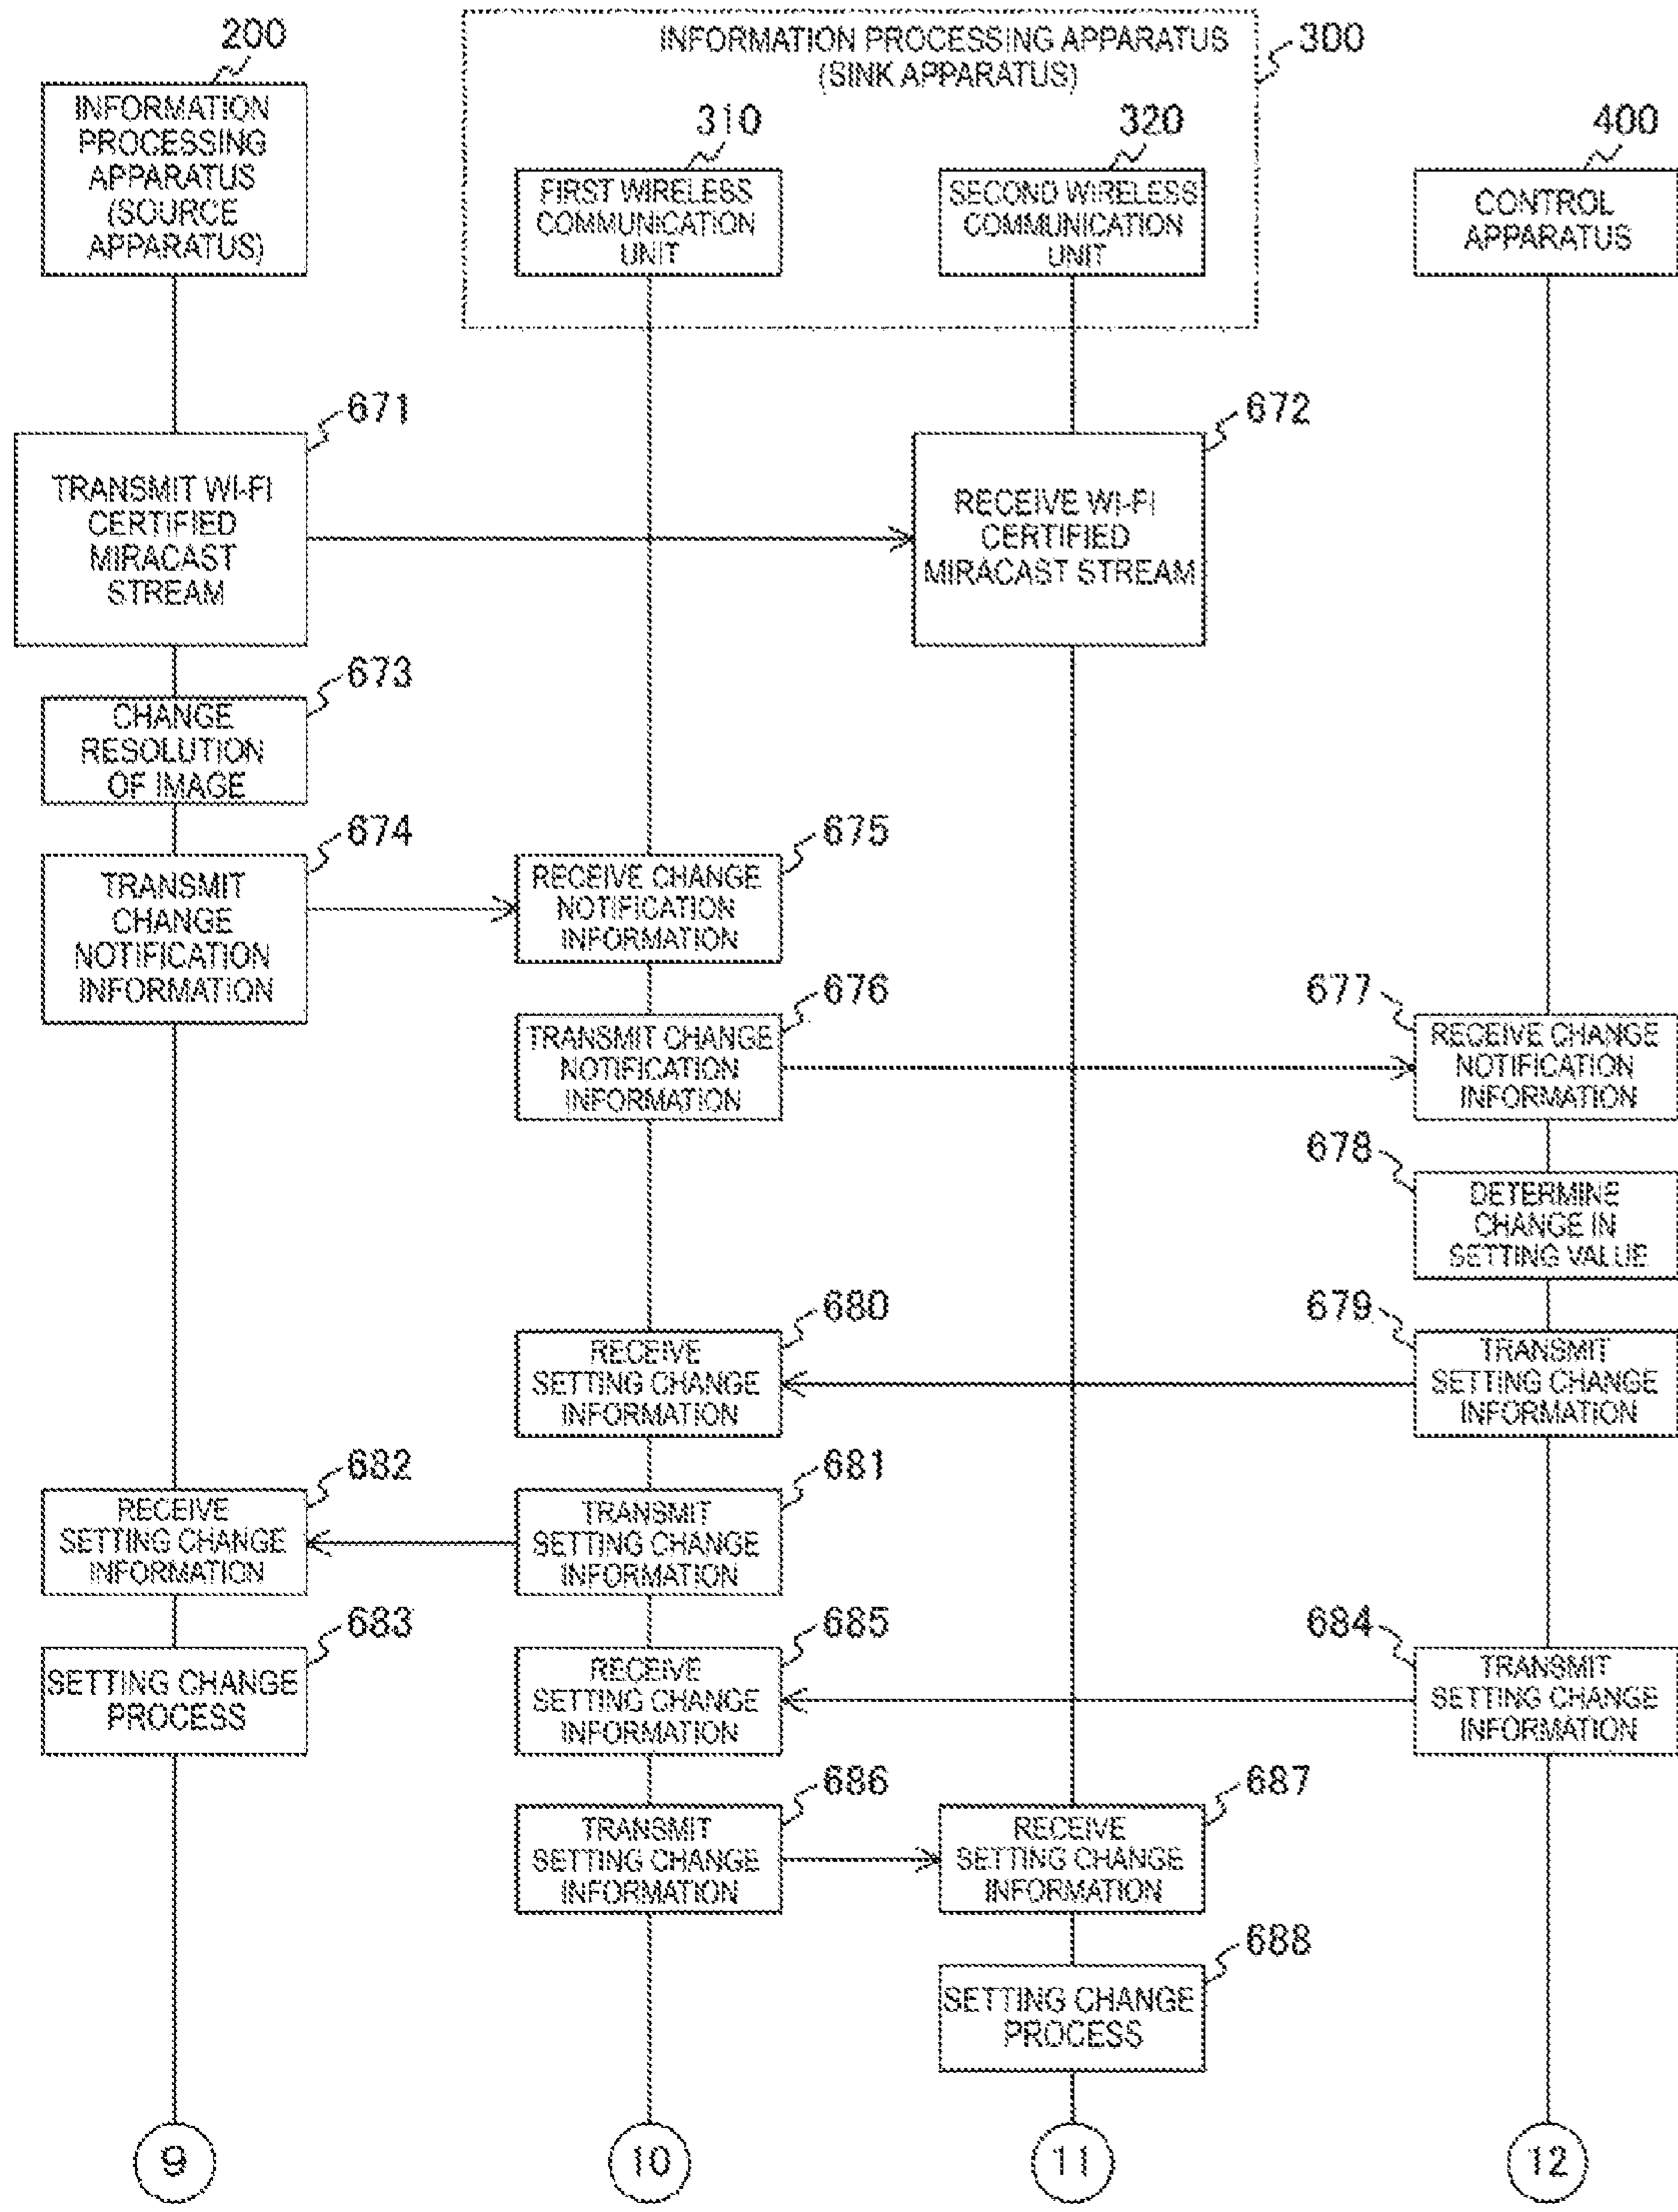 200
INFORMATION
PROCESSING
APPARATUS
(SOURCE
APPARATUS)
INFORMATION PROCESSING APPARATUS
(SINK APPARATUS)
300
310
FIRST WIRELESS
COMMUNICATION
UNIT
320
SECOND WIRELESS
COMMUNICATION
UNIT
400
CONTROL
APPARATUS
671
TRANSMIT WI-FI
CERTIFIED
MIRACAST
STREAM
672
RECEIVE WI-FI
CERTIFIED
MIRACAST STREAM
673
CHANGE
RESOLUTION
OF IMAGE
674
TRANSMIT
CHANGE
NOTIFICATION
INFORMATION
675
RECEIVE CHANGE
NOTIFICATION
INFORMATION
676
TRANSMIT CHANGE
NOTIFICATION
INFORMATION
677
RECEIVE CHANGE
NOTIFICATION
INFORMATION
678
DETERMINE
CHANGE IN
SETTING VALUE
680
RECEIVE
SETTING CHANGE
INFORMATION
679
TRANSMIT
SETTING CHANGE
INFORMATION
682
RECEIVE
SETTING CHANGE
INFORMATION
681
TRANSMIT
SETTING CHANGE
INFORMATION
683
SETTING CHANGE
PROCESS
685
RECEIVE
SETTING CHANGE
INFORMATION
684
TRANSMIT
SETTING CHANGE
INFORMATION
686
TRANSMIT
SETTING CHANGE
INFORMATION
687
RECEIVE
SETTING CHANGE
INFORMATION
688
SETTING CHANGE
PROCESS
9
10
11
12